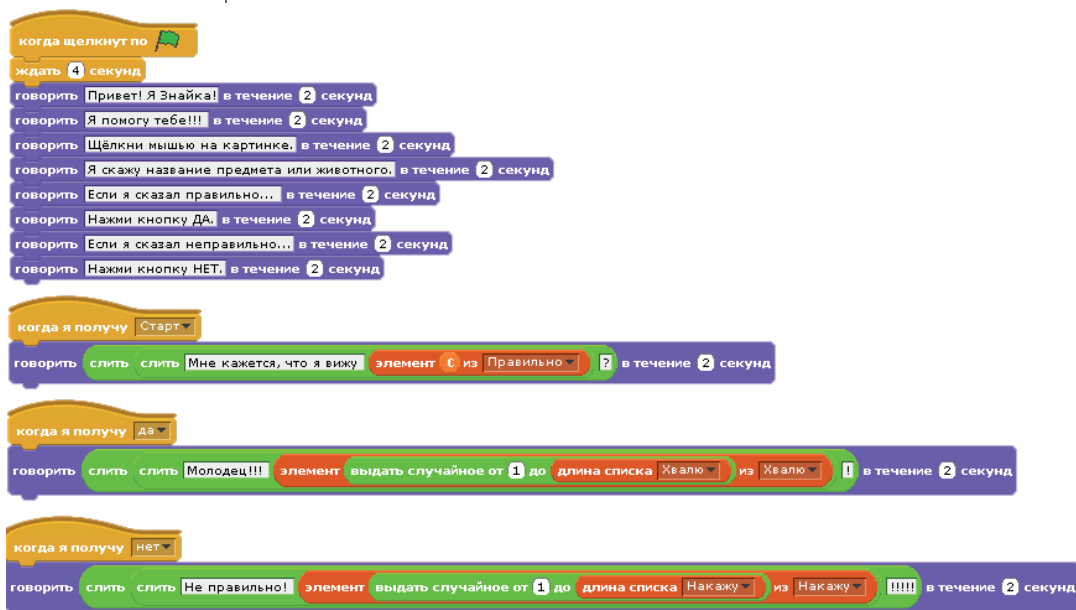 когда щелкнут по
ждать 4 секунд
говорить Привет! Я Знайка! в течение 2 секунд
говорить Я помогу тебе!!! в течение 2 секунд
говорить Щёлкни мышью на картинке. в течение 2 секунд
говорить Я скажу название предмета или животного. в течение 2 секунд
говорить Если я сказал правильно... в течение 2 секунд
говорить Нажми кнопку ДА. в течение 2 секунд
говорить Если я сказал неправильно... в течение 2 секунд
говорить Нажми кнопку НЕТ. в течение 2 секунд
когда я получу Старт
говорить слить слить Мне кажется, что я вижу элемент С из Правильно ? в течение 2 секунд
когда я получу да
говорить слить слить Молодец!!! элемент выдать случайное от 1 до длина списка Хвалю из Хвалю ! в течение 2 секунд
когда я получу нет
говорить слить слить Не правильно! элемент выдать случайное от 1 до длина списка Накажу из Накажу !!!!! в течение 2 секунд